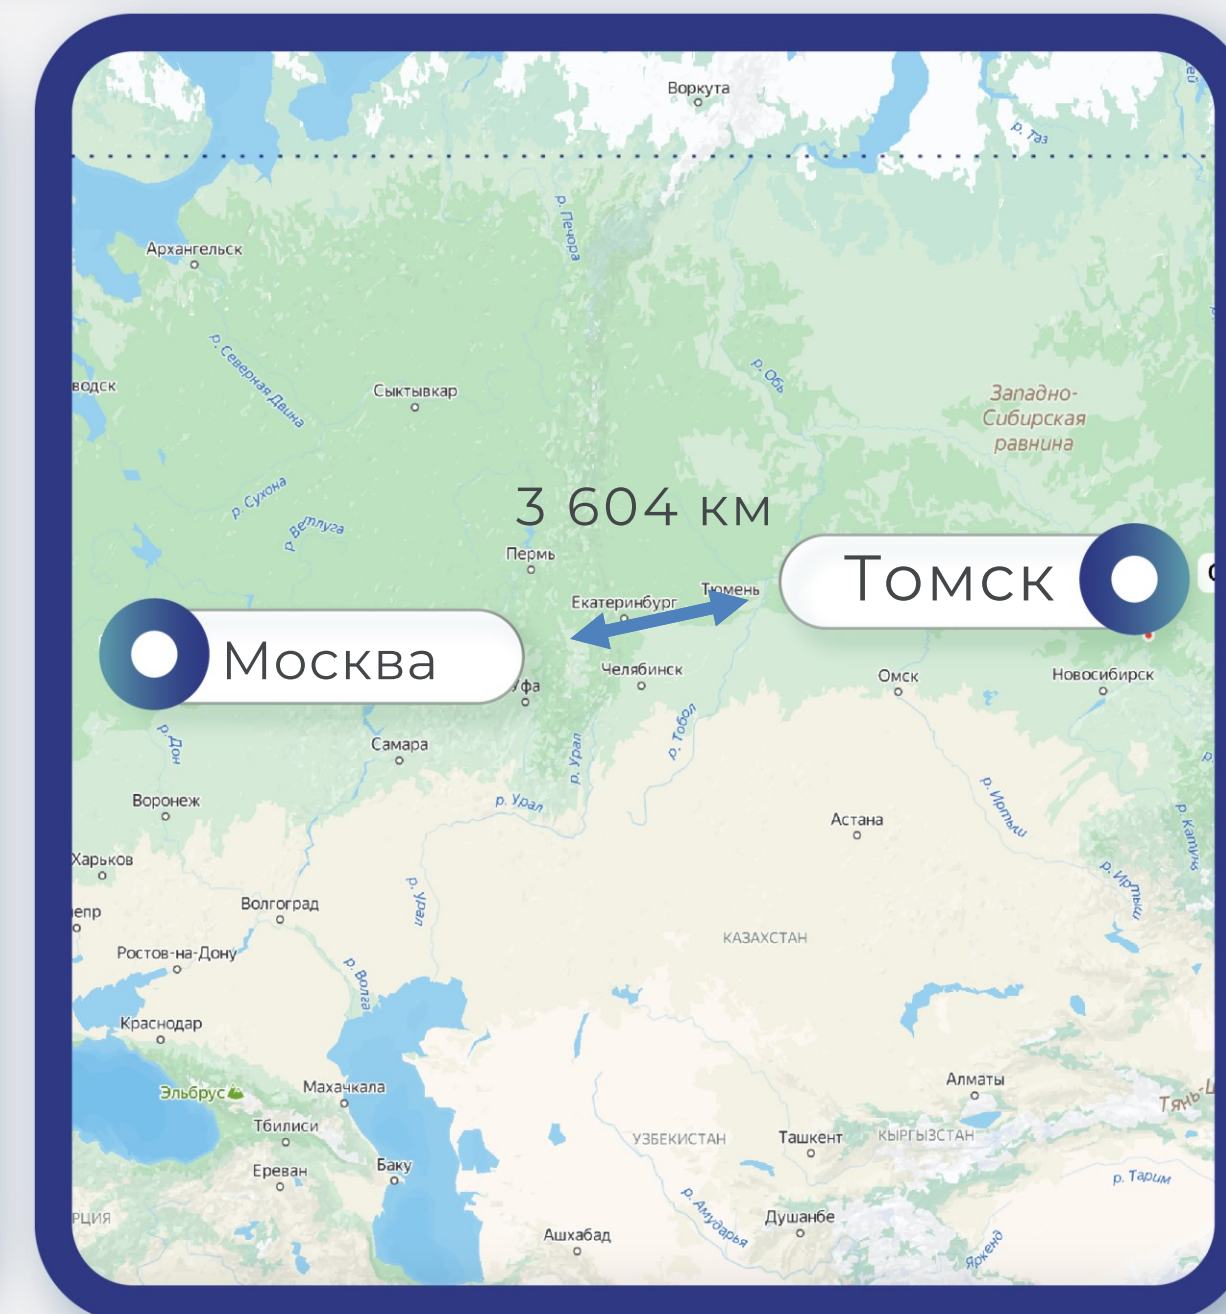 Воркута
р. Таз
р. Печора
Архангельск
р. Северная Двина
р. Обь
водск
Сыктывкар
Западно-
Сибирская
равнина
р. Сухона
р. Ветлуга
3 604 км
Пермь
Томск
Тюмень
Екатеринбург
Москва
Челябинск
Уфа
Омск
Новосибирск
р. Дон
Самара
р. Урал
р. Тобол
Воронеж
р. Урал
р. Иртыш
Астана
р. Катунь
Харьков
р. Иртыш
р. Урал
Волгоград
епр
КАЗАХСТАН
Ростов-на-Дону
р. Волга
Краснодар
Эльбрус
Махачкала
Алматы
Тянь-Ш
Тбилиси
УЗБЕКИСТАН
Ташкент
КЫРГЫЗСТАН
Ереван
Баку
р. Тарим
РЦИЯ
р. Амударья
Душанбе
Ашхабад
Яркенд